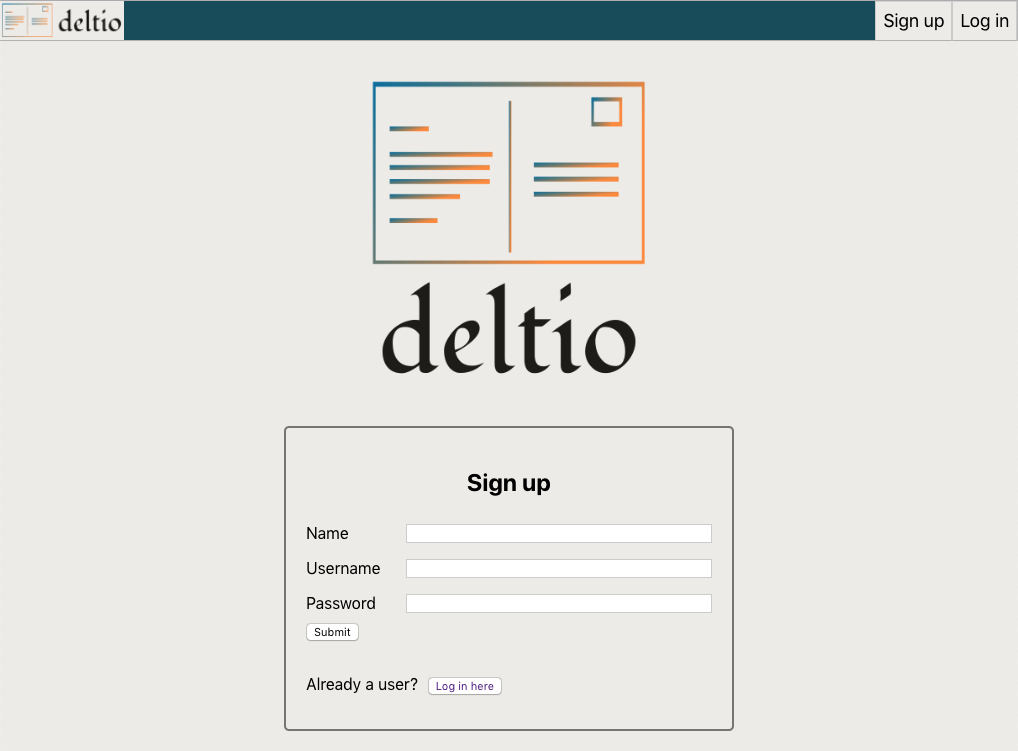 deltio
Sign up
Log in
deltio
Sign up
Name
Username
Password
Submit
Already a user? Log in here